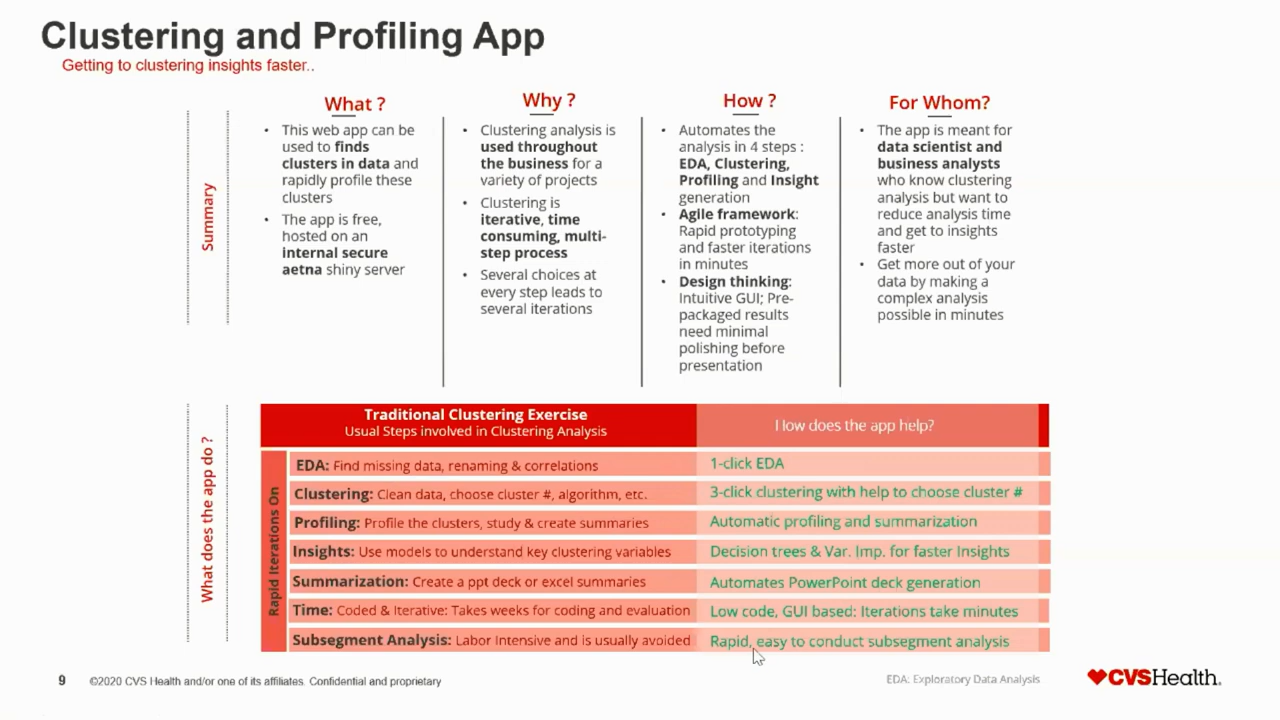 Clustering and Profiling App
Getting to clustering insights faster..
Summary
What ?
• This web app can be
used to finds
clusters in data and
rapidly profile these
clusters
• The app is free,
hosted on an
internal secure
aetna shiny server
Why ?
• Clustering analysis is
used throughout
the business for a
variety of projects
• Clustering is
iterative, time
consuming, multi-
step process
• Several choices at
every step leads to
several iterations
How ?
• Automates the
analysis in 4 steps :
EDA, Clustering,
Profiling and Insight
generation
• Agile framework:
Rapid prototyping
and faster iterations
in minutes
• Design thinking:
Intuitive GUI; Pre-
packaged results
need minimal
polishing before
presentation
For Whom?
• The app is meant for
data scientist and
business analysts
who know clustering
analysis but want to
reduce analysis time
and get to insights
faster
• Get more out of your
data by making a
complex analysis
possible in minutes
What does the app do ?
Traditional Clustering Exercise
Usual Steps involved in Clustering Analysis
How does the app help?
Rapid Iterations On
EDA: Find missing data, renaming & correlations
1-click EDA
Clustering: Clean data, choose cluster #, algorithm, etc.
3-click clustering with help to choose cluster #
Profiling: Profile the clusters, study & create summaries
Automatic profiling and summarization
Insights: Use models to understand key clustering variables
Decision trees & Var. Imp. for faster Insights
Summarization: Create a ppt deck or excel summaries
Automates PowerPoint deck generation
Time: Coded & Iterative: Takes weeks for coding and evaluation
Low code, GUI based: Iterations take minutes
Subsegment Analysis: Labor Intensive and is usually avoided
Rapid, easy to conduct subsegment analysis
9 ©2020 CVS Health and/or one of its affiliates. Confidential and proprietary
EDA: Exploratory Data Analysis
CVSHealth.